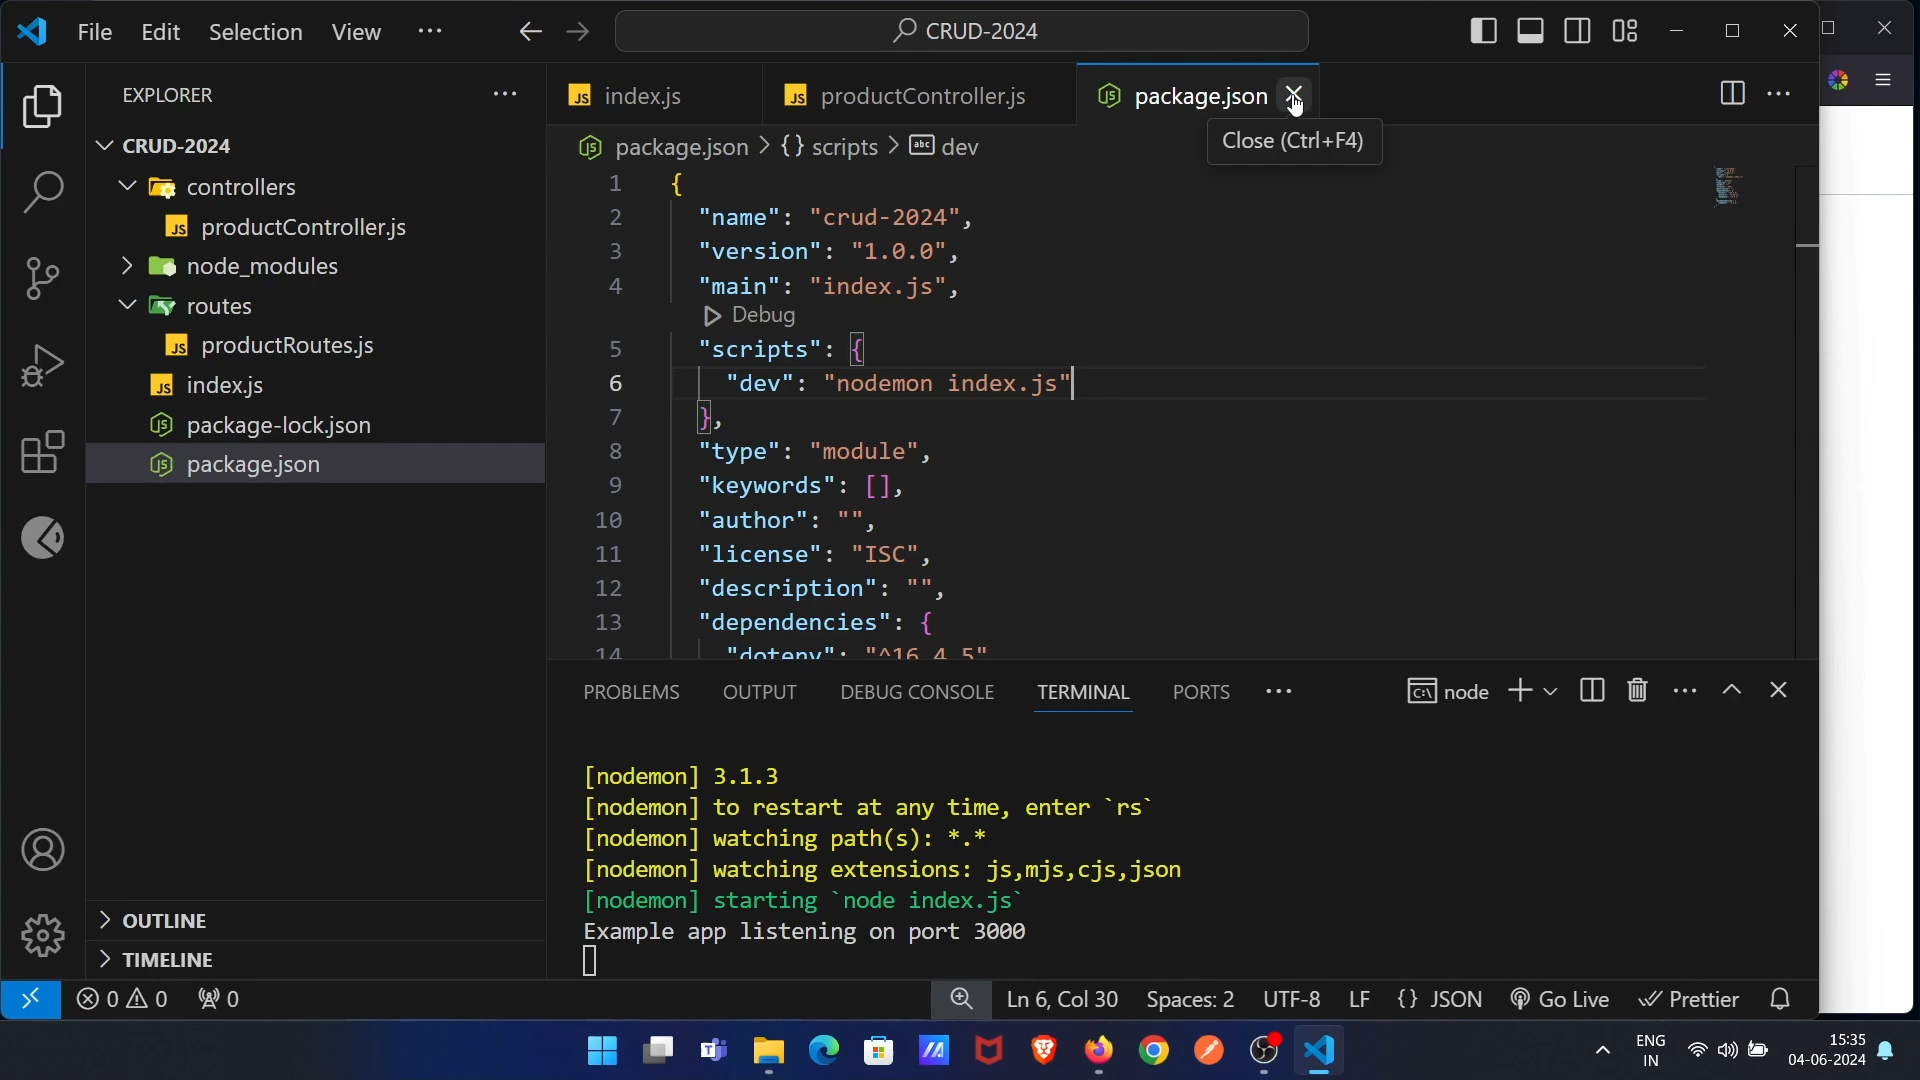 File Edit Selection View ··· CRUD-2024
EXPLORER ···
CRUD-2024
controllers
productController.js
node_modules
routes
productRoutes.js
index.js
package-lock.json
package.json
OUTLINE
TIMELINE
index.js productController.js package.json
package.json > {} scripts > abc dev
Close (Ctrl+F4)
1 {
2 "name": "crud-2024",
3 "version": "1.0.0",
4 "main": "index.js",
Debug
5 "scripts": {
6 "dev": "nodemon index.js"
7 },
8 "type": "module",
9 "keywords": [],
10 "author": "",
11 "license": "ISC",
12 "description": "",
13 "dependencies": {
14 "dotenv": "^16.4.5"
PROBLEMS OUTPUT DEBUG CONSOLE TERMINAL PORTS ··· node
[nodemon] 3.1.3
[nodemon] to restart at any time, enter `rs`
[nodemon] watching path(s): *.*
[nodemon] watching extensions: js,mjs,cjs,json
[nodemon] starting `node index.js`
Example app listening on port 3000
0 0 0 Ln 6, Col 30 Spaces: 2 UTF-8 LF {} JSON Go Live Prettier
ENG 15:35
IN 04-06-2024